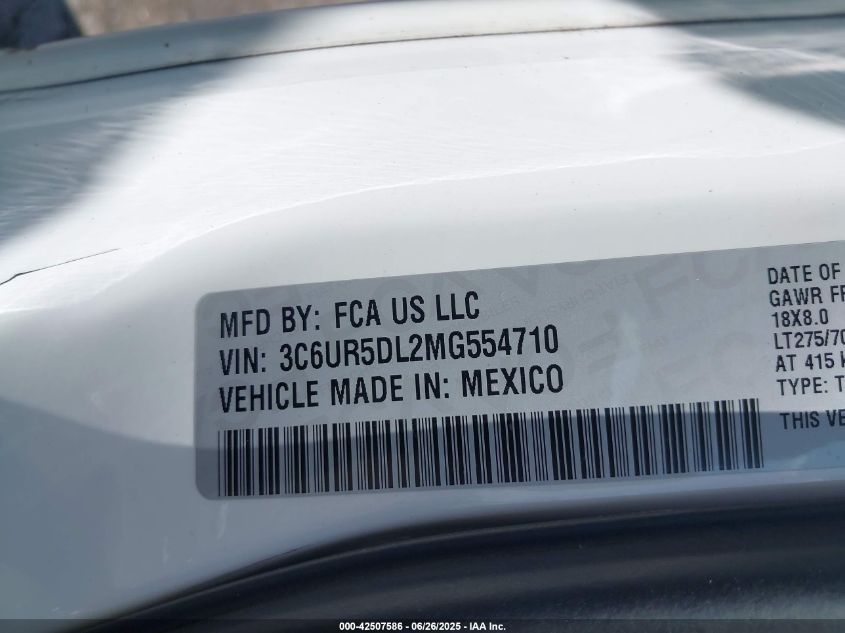 MFD BY: FCA US LLC
VIN: 3C6UR5DL2MG554710
VEHICLE MADE IN: MEXICO
DATE OF
GAWR FR
18X8.0
LT275/70
AT 415 K
TYPE: T
THIS VE
000-42507586 - 06/26/2025 - IAA Inc.